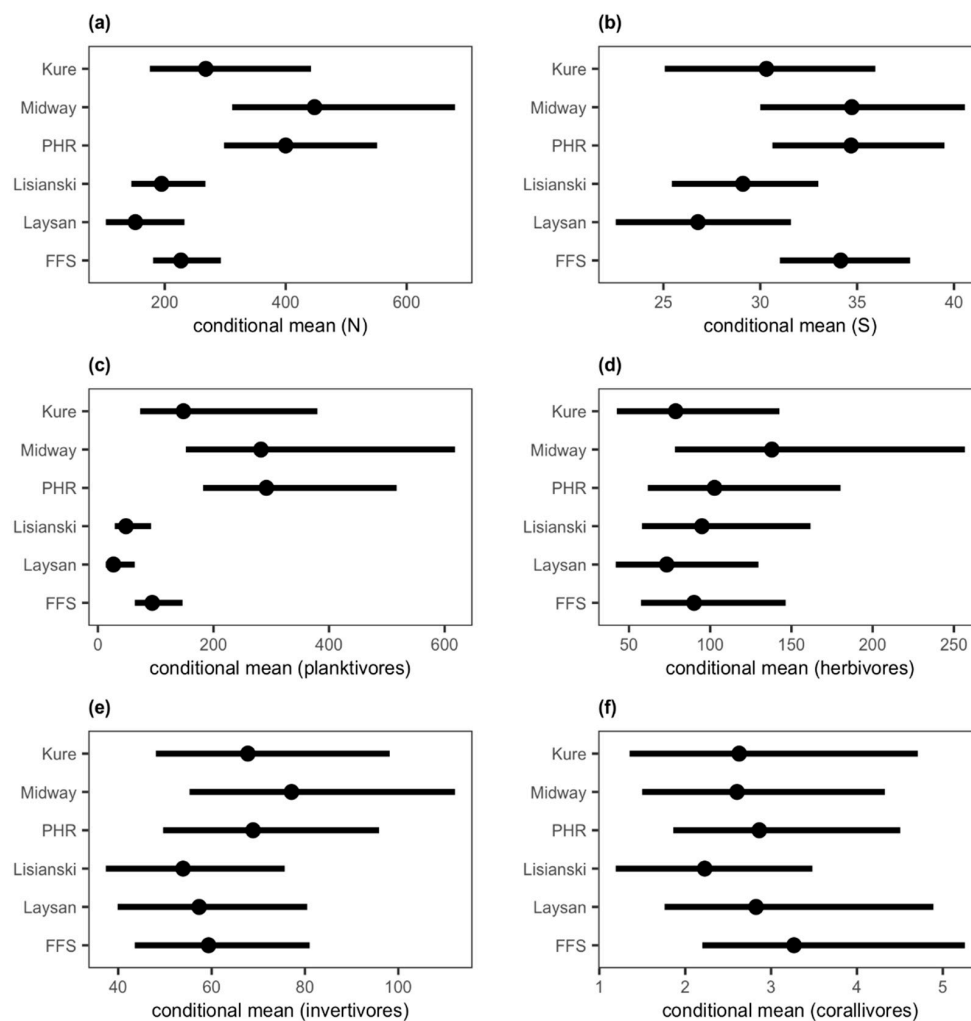 (a)
Kure
Midway
PHR
Lisianski
Laysan
FFS
200 400 600
conditional mean (N)
(b)
Kure
Midway
PHR
Lisianski
Laysan
FFS
25 30 35 40
conditional mean (S)
(c)
Kure
Midway
PHR
Lisianski
Laysan
FFS
0 200 400 600
conditional mean (planktivores)
(d)
Kure
Midway
PHR
Lisianski
Laysan
FFS
50 100 150 200 250
conditional mean (herbivores)
(e)
Kure
Midway
PHR
Lisianski
Laysan
FFS
40 60 80 100
conditional mean (invertivores)
(f)
Kure
Midway
PHR
Lisianski
Laysan
FFS
1 2 3 4 5
conditional mean (corallivores)